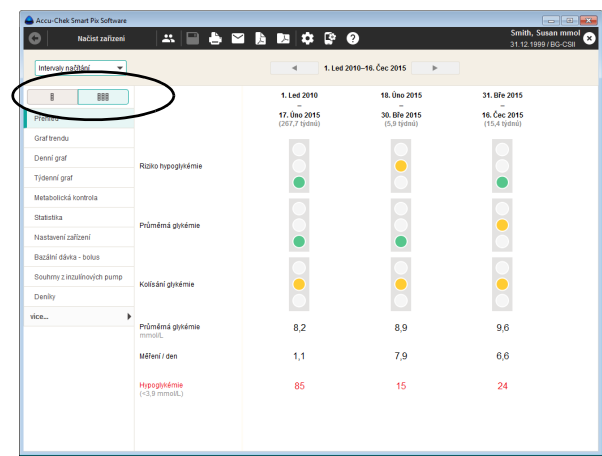 Accu-Chek Smart Pix Software
Načíst zařízení
Smith, Susan mmol
31.12.1999 / BG-CSII
Intervaly načítání
1. Led 2010–16. Čec 2015
Přehled
Graf trendu
Denní graf
Týdenní graf
Metabolická kontrola
Statistika
Nastavení zařízení
Bazální dávka - bolus
Souhrny z inzulínových pump
Deníky
více...
1. Led 2010
–
17. Úno 2015
(267,7 týdnů)
18. Úno 2015
–
30. Bře 2015
(5,9 týdnů)
31. Bře 2015
–
16. Čec 2015
(15,4 týdnů)
Riziko hypoglykémie
Průměrná glykémie
Kolísání glykémie
Průměrná glykémie
mmol/L
8,2 8,9 9,6
Měření / den
1,1 7,9 6,6
Hypoglykémie
(<3,9 mmol/L)
85 15 24